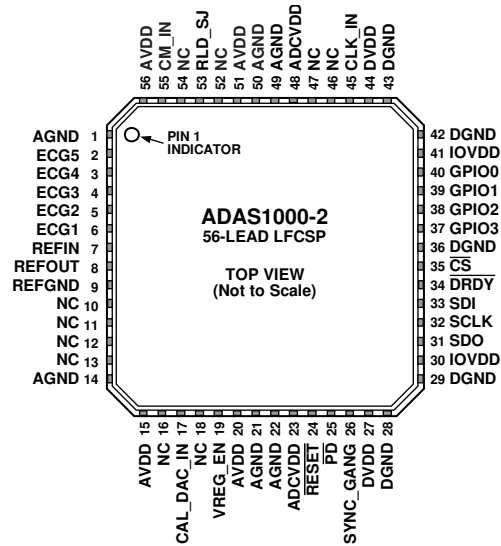 56 AVDD
55 CM_IN
54 NC
53 RLD_SJ
52 NC
51 AVDD
50 AGND
49 AGND
48 ADCVDD
47 NC
46 NC
45 CLK_IN
44 DVDD
43 DGND
AGND 1
ECG5 2
ECG4 3
ECG3 4
ECG2 5
ECG1 6
REFIN 7
REFOUT 8
REFGND 9
NC 10
NC 11
NC 12
NC 13
AGND 14
PIN 1
INDICATOR
ADAS1000-2
56-LEAD LFCSP
TOP VIEW
(Not to Scale)
42 DGND
41 IOVDD
40 GPIO0
39 GPIO1
38 GPIO2
37 GPIO3
36 DGND
35 CS
34 DRDY
33 SDI
32 SCLK
31 SDO
30 IOVDD
29 DGND
AVDD 15
NC 16
CAL_DAC_IN 17
NC 18
VREG_EN 19
AVDD 20
AGND 21
AGND 22
ADCVDD 23
RESET 24
PD 25
SYNC_GANG 26
DVDD 27
DGND 28